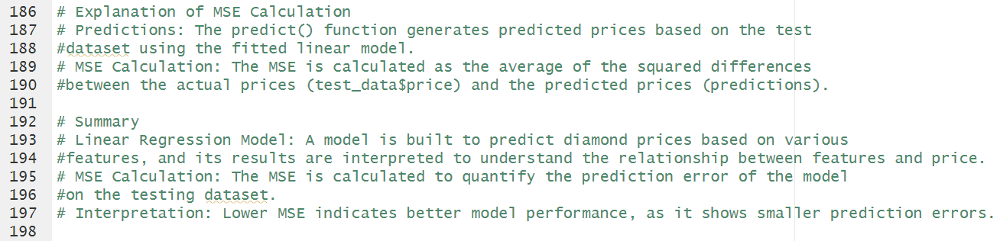 186 # Explanation of MSE Calculation
187 # Predictions: The predict() function generates predicted prices based on the test
188 #dataset using the fitted linear model.
189 # MSE Calculation: The MSE is calculated as the average of the squared differences
190 #between the actual prices (test_data$price) and the predicted prices (predictions).
191
192 # Summary
193 # Linear Regression Model: A model is built to predict diamond prices based on various
194 #features, and its results are interpreted to understand the relationship between features and price.
195 # MSE Calculation: The MSE is calculated to quantify the prediction error of the model
196 #on the testing dataset.
197 # Interpretation: Lower MSE indicates better model performance, as it shows smaller prediction errors.
198